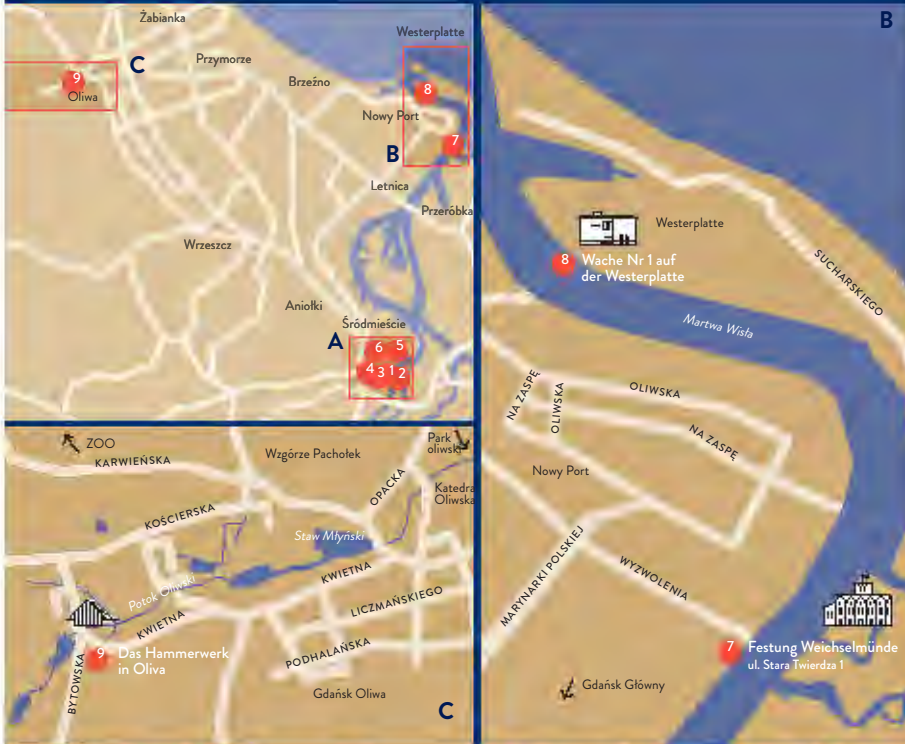 Żabianka
Westerplatte
C
Przymorze
9
Oliwa
Brzeźno
8
Nowy Port
7
B
Letnica
Przeróbka
Wrzeszcz
Aniołki
Śródmieście
A
6 5
4 3 1 2
B
Westerplatte
8 Wache Nr 1 auf
der Westerplatte
SUCHARSKIEGO
Martwa Wisła
NA ZASPĘ
OLIWSKA
OLIWSKA
NA ZASPĘ
Nowy Port
MARYNARKI POLSKIEJ
WYZWOLENIA
7 Festung Weichselmünde
ul. Stara Twierdza 1
Gdańsk Główny
ZOO
Park
oliwski
Wzgórze Pachołek
KARWIEŃSKA
OPACKA
Katedra
Oliwska
KOŚCIERSKA
Staw Młyński
KWIETNA
Potok Oliwski
LICZMAŃSKIEGO
KWIETNA
PODHALAŃSKA
9 Das Hammerwerk
in Oliva
BYTOWSKA
Gdańsk Oliwa
C